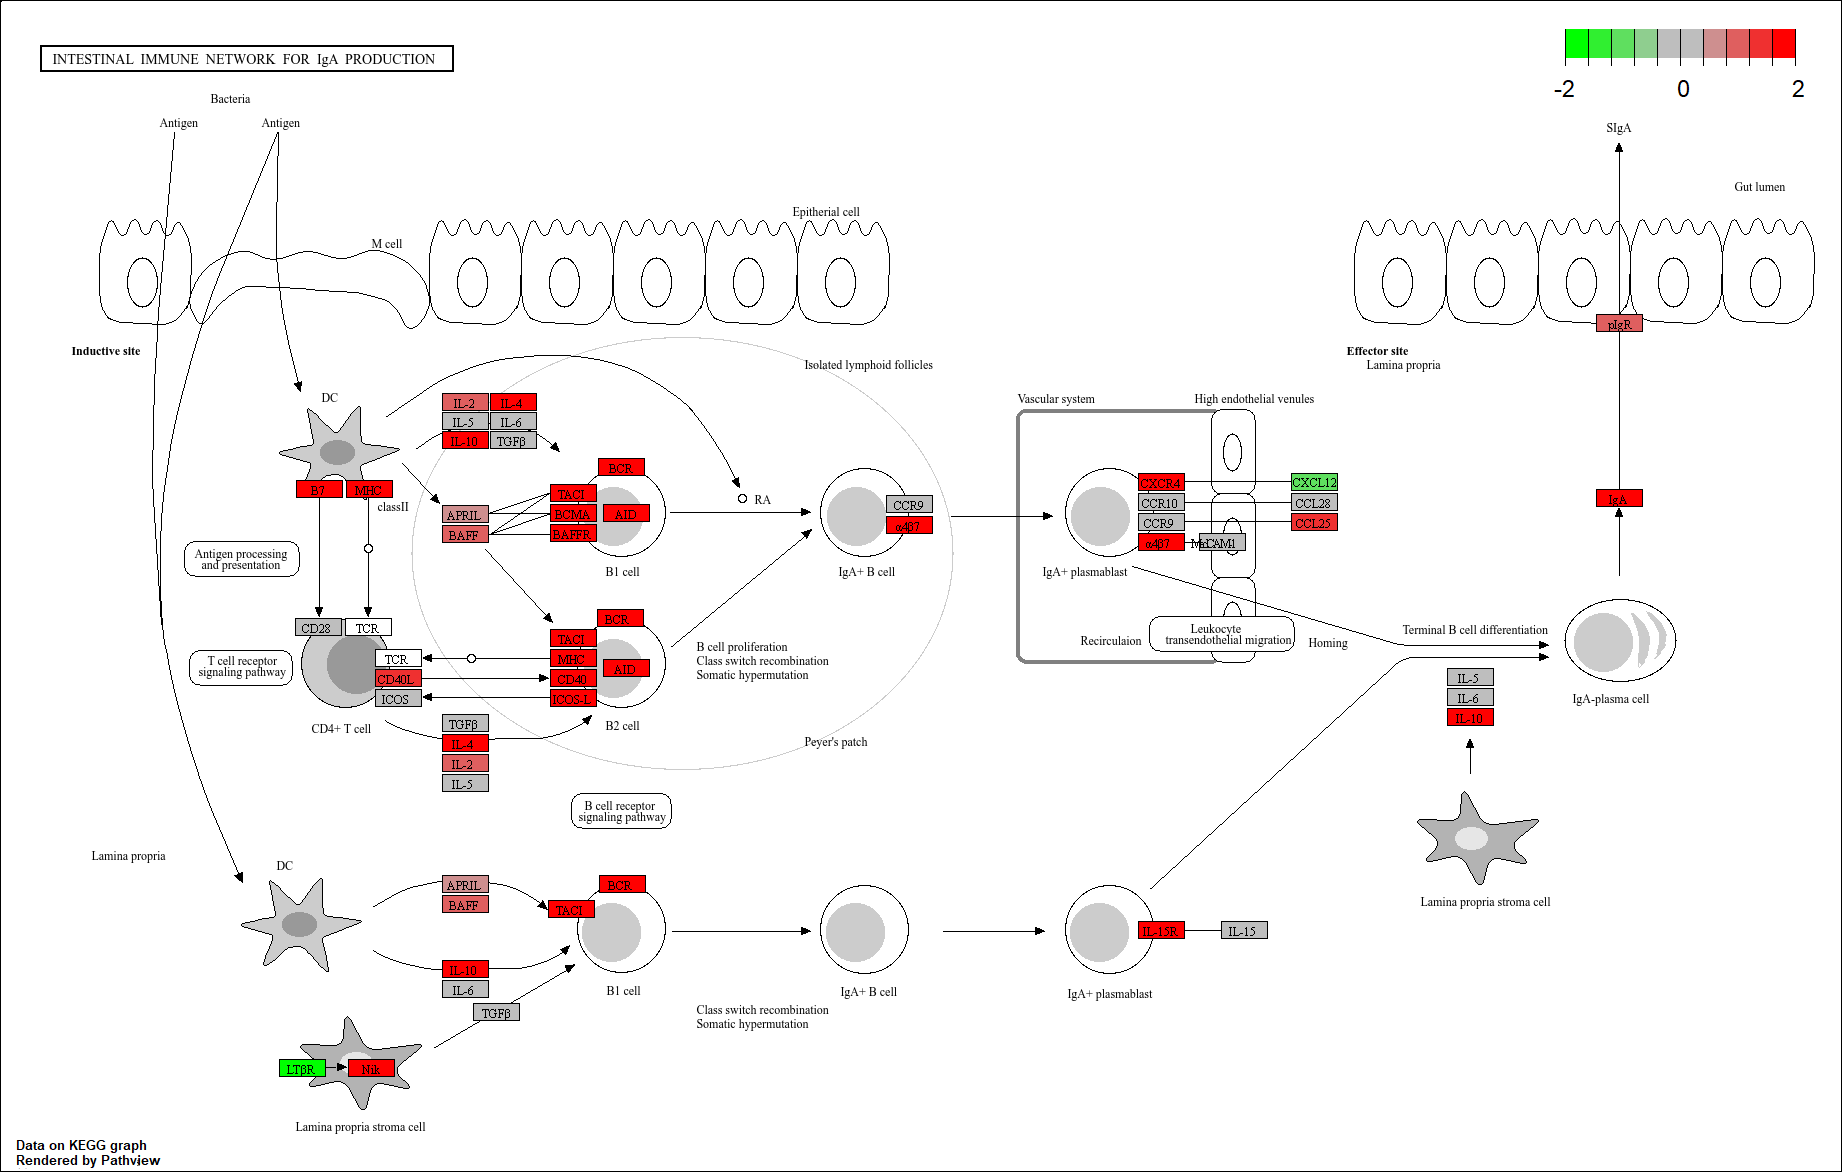 INTESTINAL IMMUNE NETWORK FOR IgA PRODUCTION
-2 0 2
Bacteria
Antigen Antigen
SIgA
Gut lumen
Epitherial cell
M cell
pIgR
Inductive site
Effector site
Lamina propria
Isolated lymphoid follicles
DC
IL-2 IL-4
IL-5 IL-6
IL-10 TGFβ
Vascular system
High endothelial venules
B7 MHC
classII
APRIL
BAFF
BCR
TACI
BCMA
BAFFR
AID
B1 cell
RA
CCR9
α4β7
IgA+ B cell
CXCR4
CCR10
CCR9
α4β7
CXCL12
CCL28
CCL25
IgA+ plasmablast
IgA
Antigen processing
and presentation
CD28 TCR
TCR
CD40L
ICOS
T cell receptor
signaling pathway
CD4+ T cell
BCR
TACI
MHC
CD40
ICOS-L
AID
B2 cell
B cell proliferation
Class switch recombination
Somatic hypermutation
Recirculaion
Leukocyte
transendothelial migration
Homing
Terminal B cell differentiation
IL-5
IL-6
IL-10
IgA-plasma cell
TGFβ
IL-4
IL-2
IL-5
Peyer's patch
B cell receptor
signaling pathway
Lamina propria
DC
APRIL
BAFF
BCR
TACI
IL-10
IL-6
TGFβ
B1 cell
IgA+ B cell
IL-15R
IL-15
IgA+ plasmablast
Lamina propria stroma cell
Class switch recombination
Somatic hypermutation
LTβR
Nik
Lamina propria stroma cell
Data on KEGG graph
Rendered by Pathview